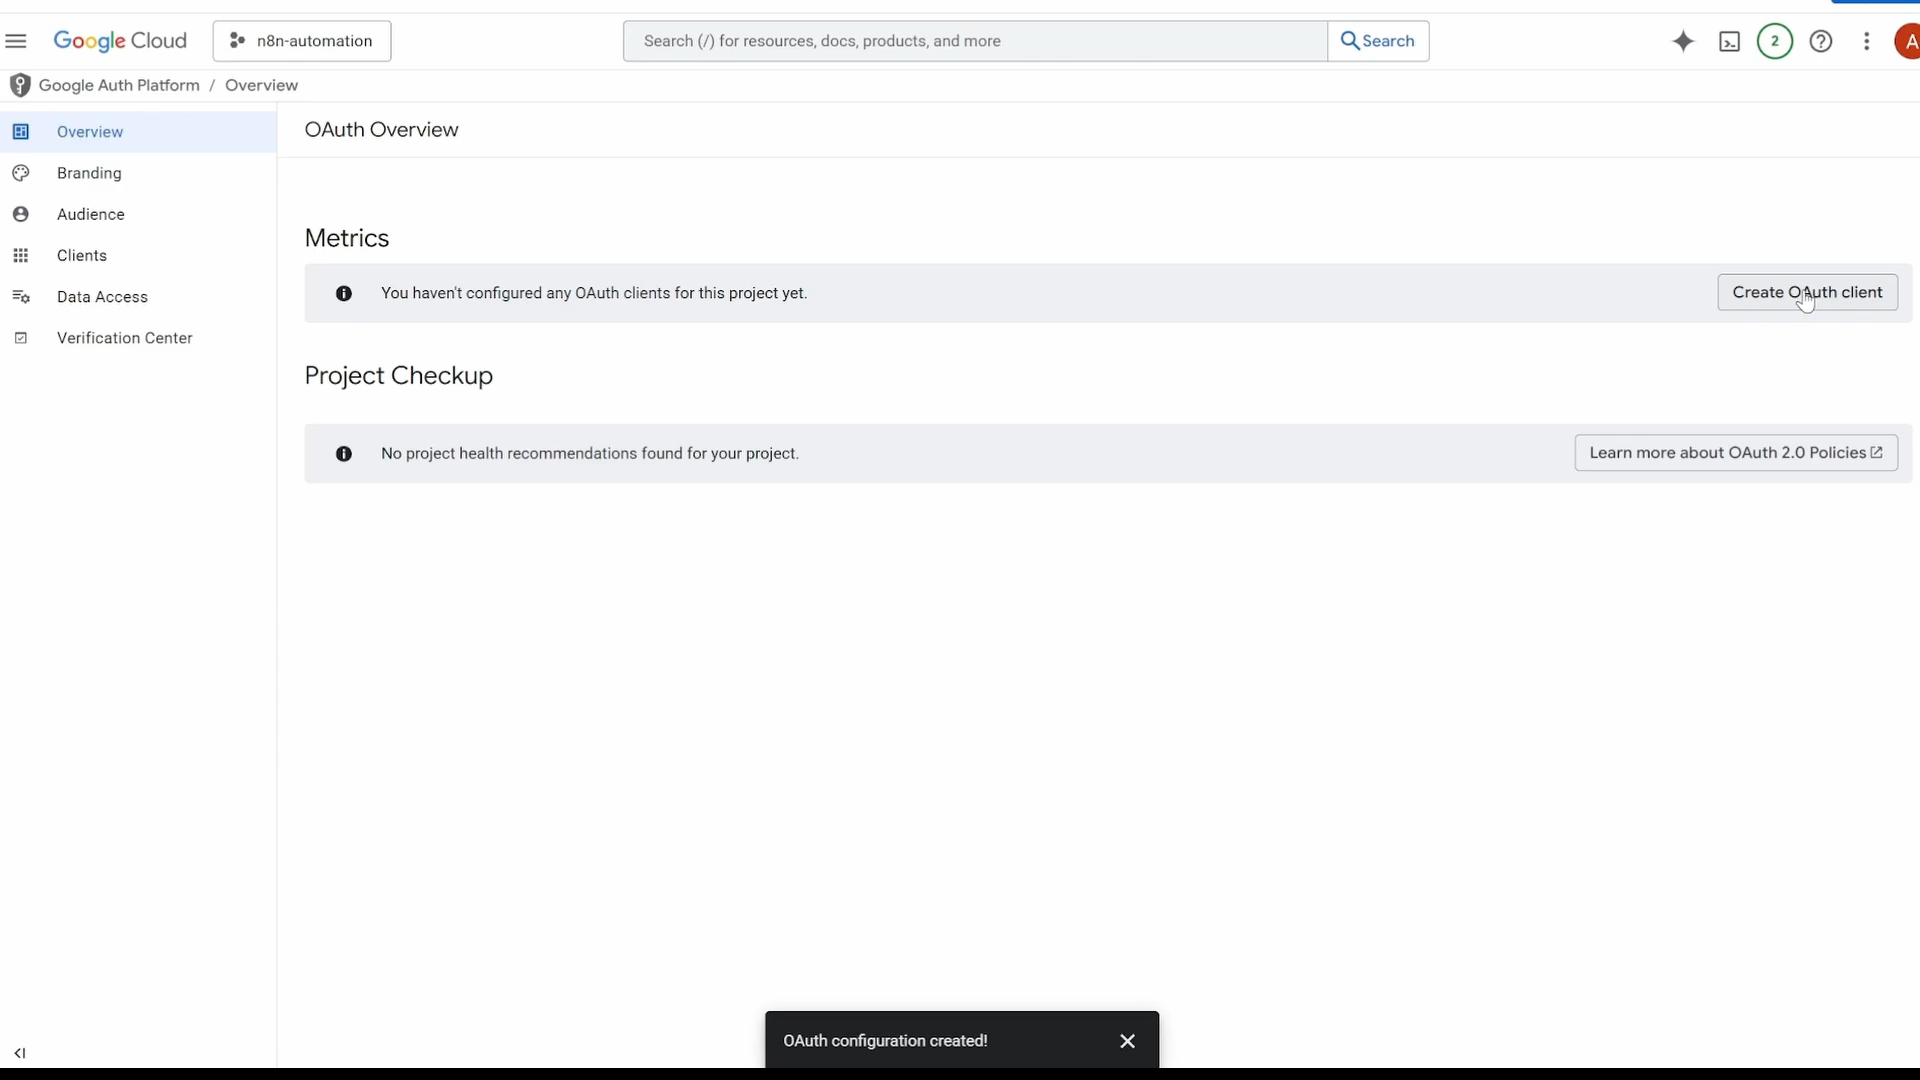 Google Cloud
n8n-automation
Search (/) for resources, docs, products, and more
Search
2
A
Google Auth Platform / Overview
Overview
Branding
Audience
Clients
Data Access
Verification Center
OAuth Overview
Metrics
You haven't configured any OAuth clients for this project yet.
Create OAuth client
Project Checkup
No project health recommendations found for your project.
Learn more about OAuth 2.0 Policies
OAuth configuration created!